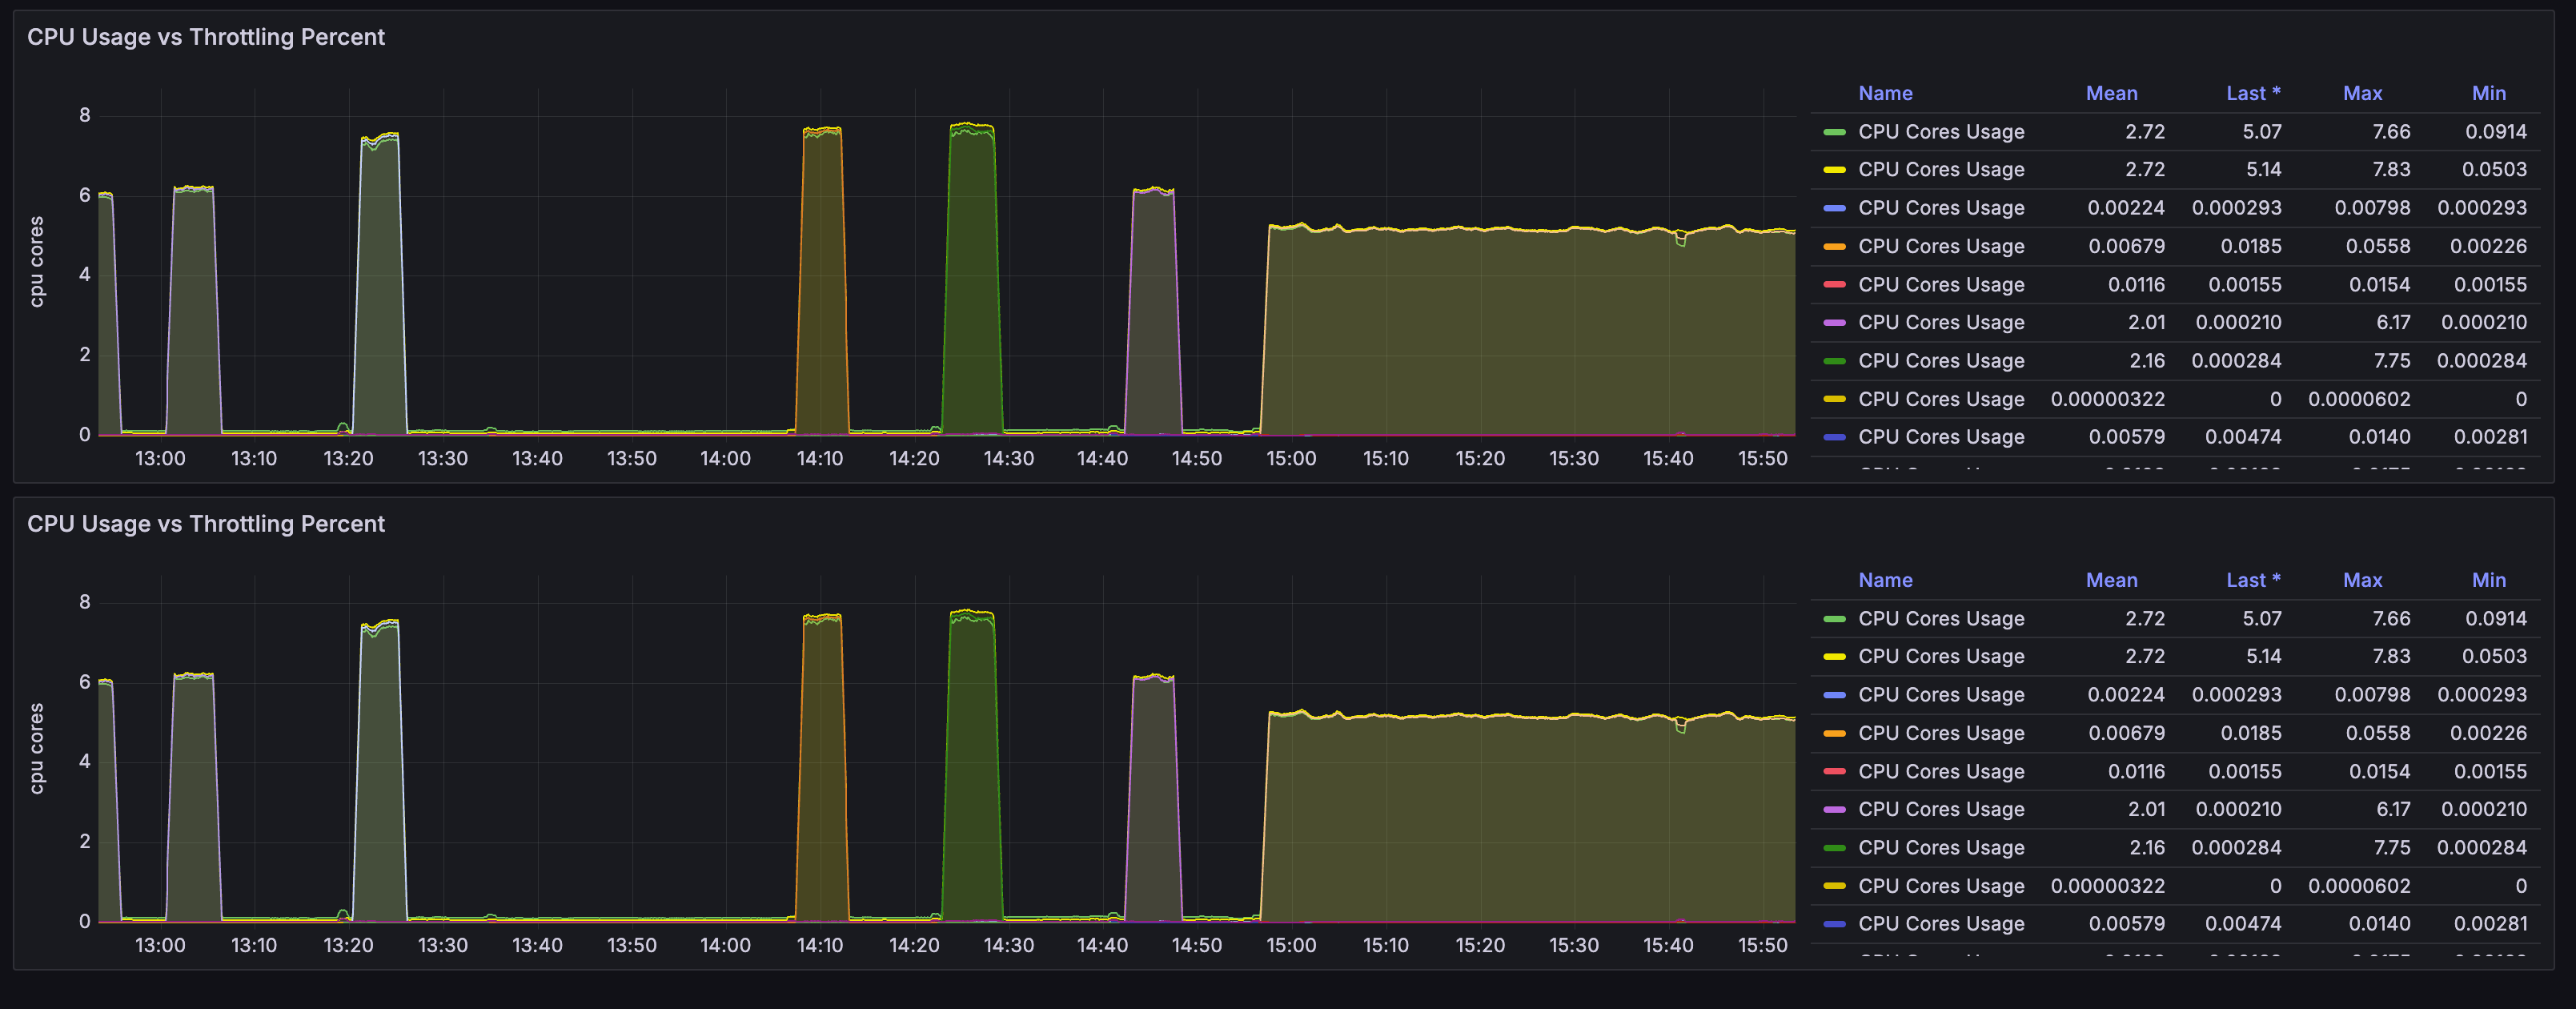 CPU Usage vs Throttling Percent
Name Mean Last * Max Min
8
CPU Cores Usage 2.72 5.07 7.66 0.0914
CPU Cores Usage 2.72 5.14 7.83 0.0503
6
CPU Cores Usage 0.00224 0.000293 0.00798 0.000293
cpu cores
CPU Cores Usage 0.00679 0.0185 0.0558 0.00226
4
CPU Cores Usage 0.0116 0.00155 0.0154 0.00155
CPU Cores Usage 2.01 0.000210 6.17 0.000210
2
CPU Cores Usage 2.16 0.000284 7.75 0.000284
CPU Cores Usage 0.00000322 0 0.0000602 0
0
CPU Cores Usage 0.00579 0.00474 0.0140 0.00281
13:00 13:10 13:20 13:30 13:40 13:50 14:00 14:10 14:20 14:30 14:40 14:50 15:00 15:10 15:20 15:30 15:40 15:50
CPU Usage vs Throttling Percent
Name Mean Last * Max Min
8
CPU Cores Usage 2.72 5.07 7.66 0.0914
CPU Cores Usage 2.72 5.14 7.83 0.0503
6
CPU Cores Usage 0.00224 0.000293 0.00798 0.000293
cpu cores
CPU Cores Usage 0.00679 0.0185 0.0558 0.00226
4
CPU Cores Usage 0.0116 0.00155 0.0154 0.00155
CPU Cores Usage 2.01 0.000210 6.17 0.000210
2
CPU Cores Usage 2.16 0.000284 7.75 0.000284
CPU Cores Usage 0.00000322 0 0.0000602 0
0
CPU Cores Usage 0.00579 0.00474 0.0140 0.00281
13:00 13:10 13:20 13:30 13:40 13:50 14:00 14:10 14:20 14:30 14:40 14:50 15:00 15:10 15:20 15:30 15:40 15:50